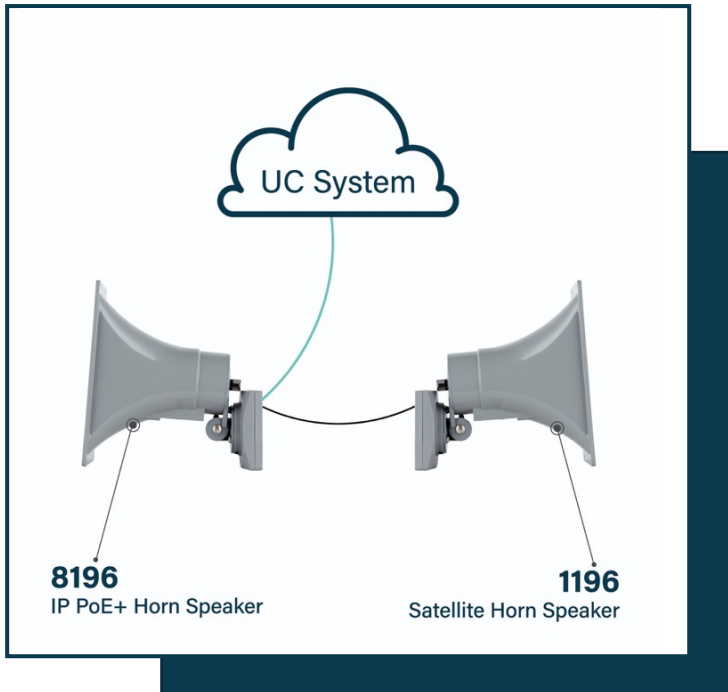 UC System
8196
IP PoE+ Horn Speaker
1196
Satellite Horn Speaker